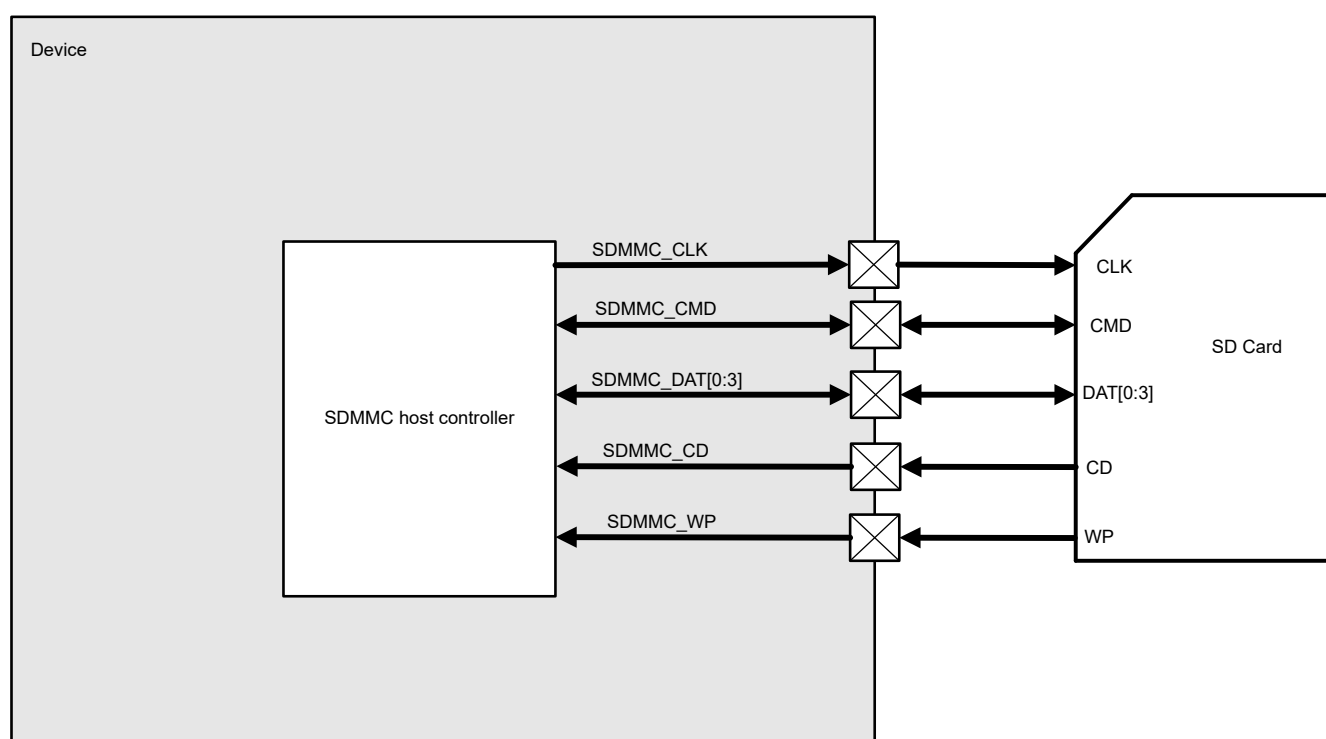 Device
SDMMC_CLK
CLK
SDMMC_CMD
CMD
SD Card
SDMMC_DAT[0:3]
DAT[0:3]
SDMMC host controller
SDMMC_CD
CD
SDMMC_WP
WP